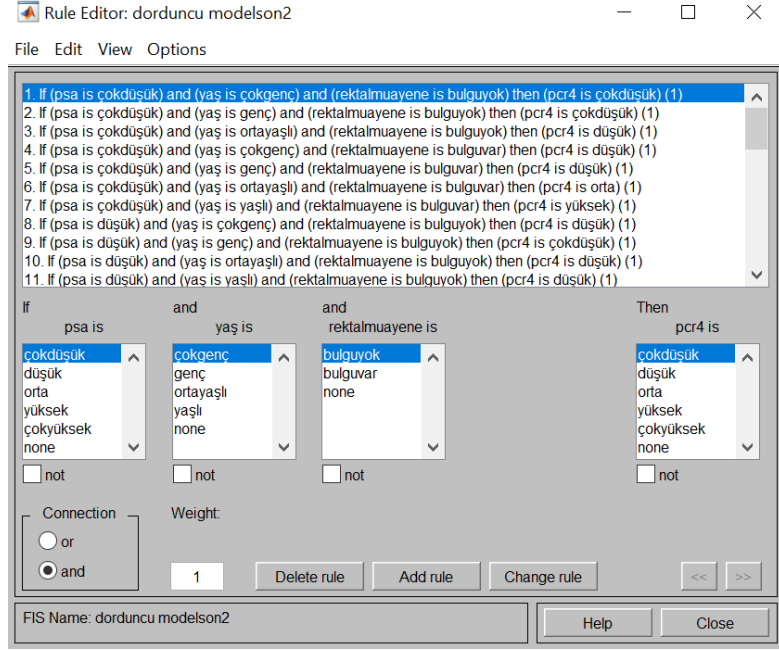 Rule Editor: dorduncu modelson2
File Edit View Options
1. If (psa is çokdüşük) and (yaş is çokgenç) and (rektalmuayene is bulguyok) then (pcr4 is çokdüşük) (1)
2. If (psa is çokdüşük) and (yaş is genç) and (rektalmuayene is bulguyok) then (pcr4 is çokdüşük) (1)
3. If (psa is çokdüşük) and (yaş is ortayaşlı) and (rektalmuayene is bulguyok) then (pcr4 is düşük) (1)
4. If (psa is çokdüşük) and (yaş is çokgenç) and (rektalmuayene is bulguvar) then (pcr4 is düşük) (1)
5. If (psa is çokdüşük) and (yaş is genç) and (rektalmuayene is bulguvar) then (pcr4 is düşük) (1)
6. If (psa is çokdüşük) and (yaş is ortayaşlı) and (rektalmuayene is bulguvar) then (pcr4 is orta) (1)
7. If (psa is çokdüşük) and (yaş is yaşlı) and (rektalmuayene is bulguvar) then (pcr4 is yüksek) (1)
8. If (psa is düşük) and (yaş is çokgenç) and (rektalmuayene is bulguyok) then (pcr4 is düşük) (1)
9. If (psa is düşük) and (yaş is genç) and (rektalmuayene is bulguyok) then (pcr4 is çokdüşük) (1)
10. If (psa is düşük) and (yaş is ortayaşlı) and (rektalmuayene is bulguyok) then (pcr4 is düşük) (1)
11. If (psa is düşük) and (yaş is yaşlı) and (rektalmuayene is bulguyok) then (pcr4 is düşük) (1)
If and and Then
psa is yaş is rektalmuayene is pcr4 is
çokdüşük çokgenç bulguyok çokdüşük
düşük genç bulguvar düşük
orta ortayaşlı none orta
yüksek yaşlı yüksek
çokyüksek none çokyüksek
none none
not not not not
Connection Weight:
or
and 1 Delete rule Add rule Change rule << >>
FIS Name: dorduncu modelson2 Help Close